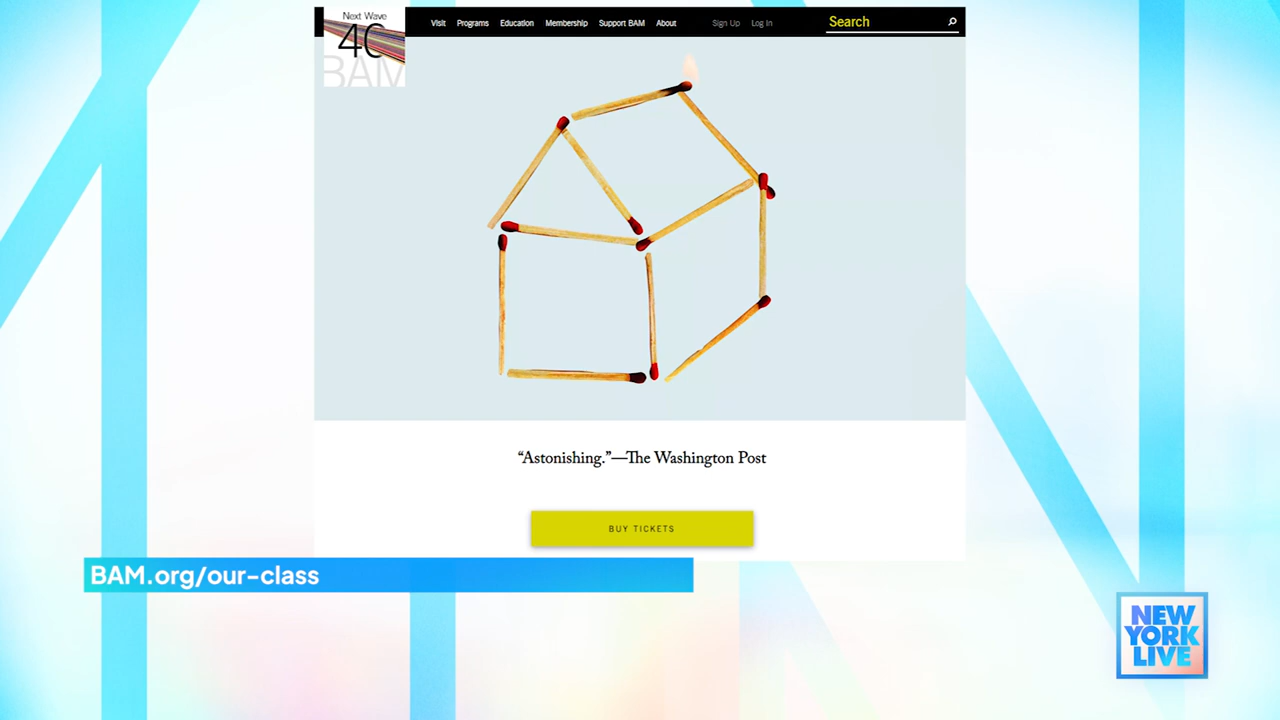 Next Wave
40
BAM
Visit Programs Education Membership Support BAM About Sign Up Log In Search
“Astonishing.”—The Washington Post
BUY TICKETS
BAM.org/our-class
NEW
YORK
LIVE